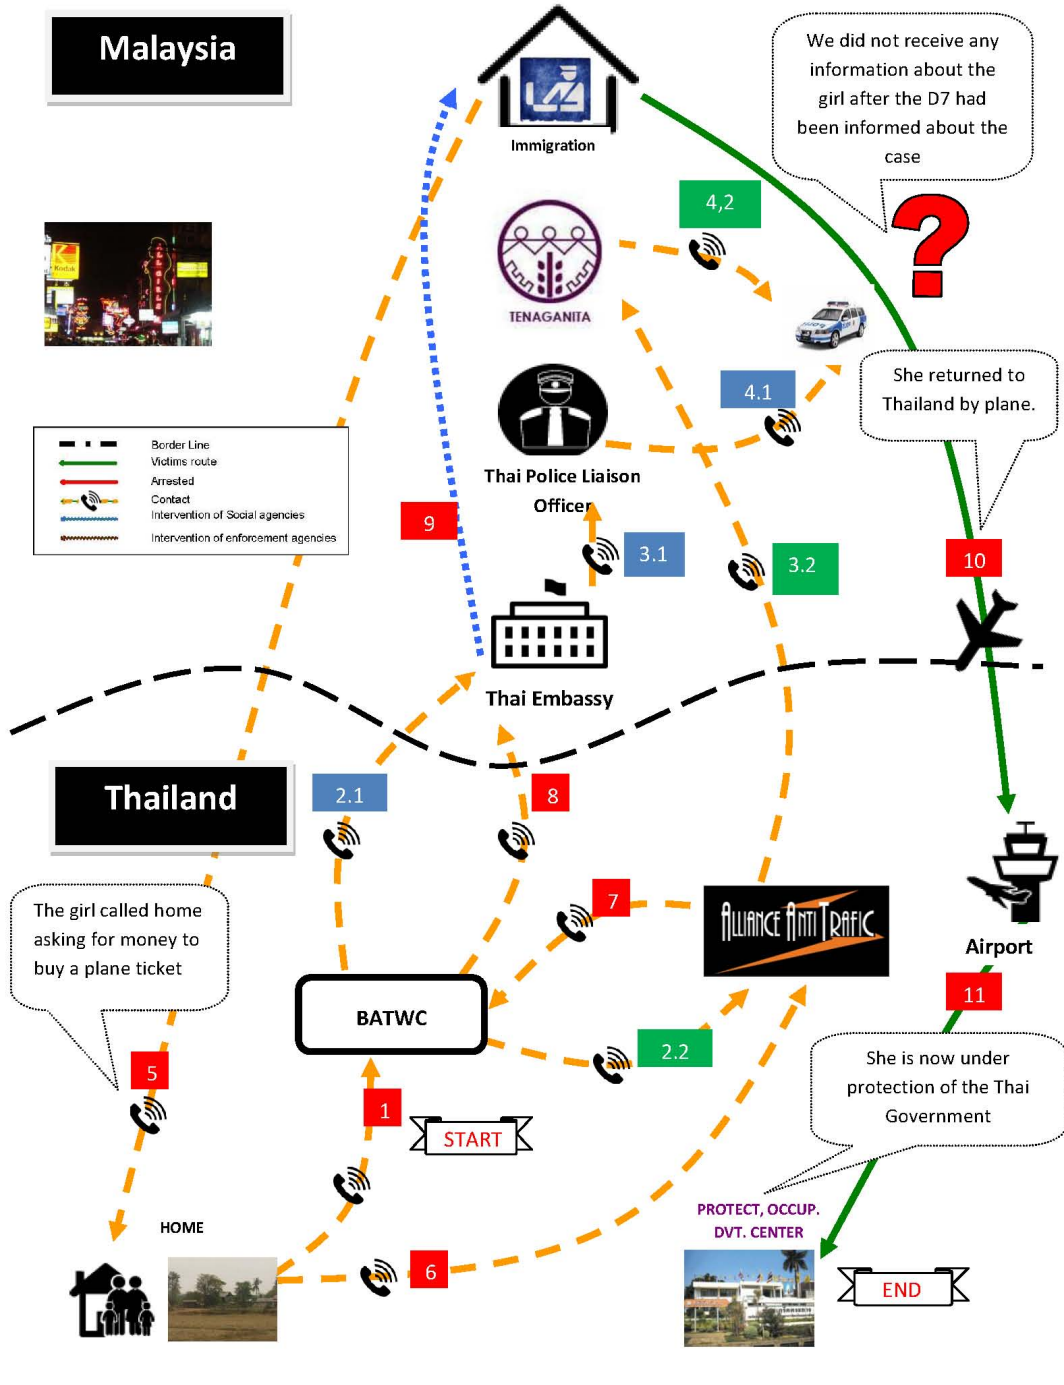 Malaysia
We did not receive any
information about the
girl after the D7 had
been informed about the
case
Immigration
4,2
?
Kodak
TENAGANITA
She returned to
Thailand by plane.
4.1
Thai Police Liaison
Officer
Border Line
Victims route
Arrested
Contact
Intervention of Social agencies
Intervention of enforcement agencies
9
3.1
3.2
10
Thai Embassy
Thailand
2.1
8
The girl called home
asking for money to
buy a plane ticket
7
ALLIANCE ANTI TRAFIC
Airport
11
BATWC
2.2
She is now under
protection of the Thai
Government
5
1
START
HOME
PROTECT, OCCUP.
DVT. CENTER
6
END